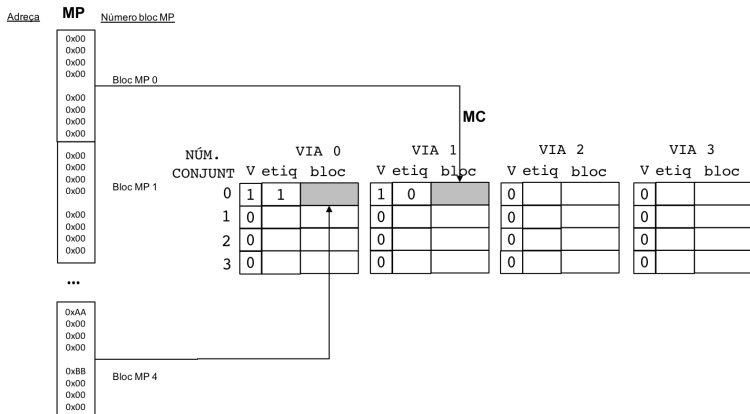 Adreça MP Número bloc MP
0x00
0x00
0x00
0x00
0x00
0x00
0x00
0x00
Bloc MP 0
0x00
0x00
0x00
0x00
0x00
0x00
0x00
0x00
Bloc MP 1
...
0xAA
0x00
0x00
0x00
0xBB
0x00
0x00
0x00
Bloc MP 4
MC
NÚM. VIA 0 VIA 1 VIA 2 VIA 3
CONJUNT V etiq bloc V etiq bloc V etiq bloc V etiq bloc
0 1 1 1 0 0 0
1 0 0 0 0
2 0 0 0 0
3 0 0 0 0